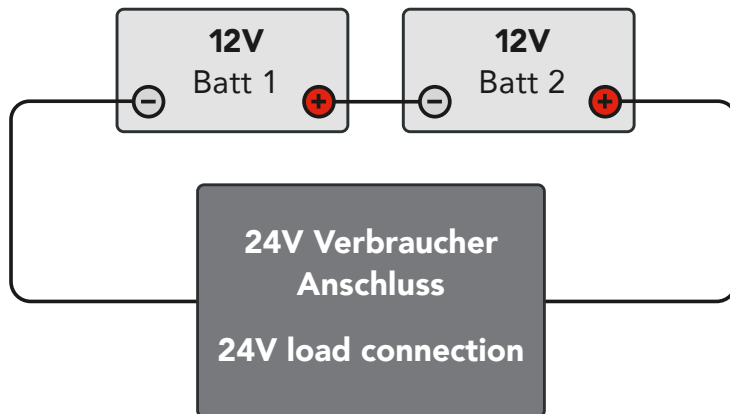 12V
Batt 1
− +
12V
Batt 2
− +
24V Verbraucher
Anschluss
24V load connection